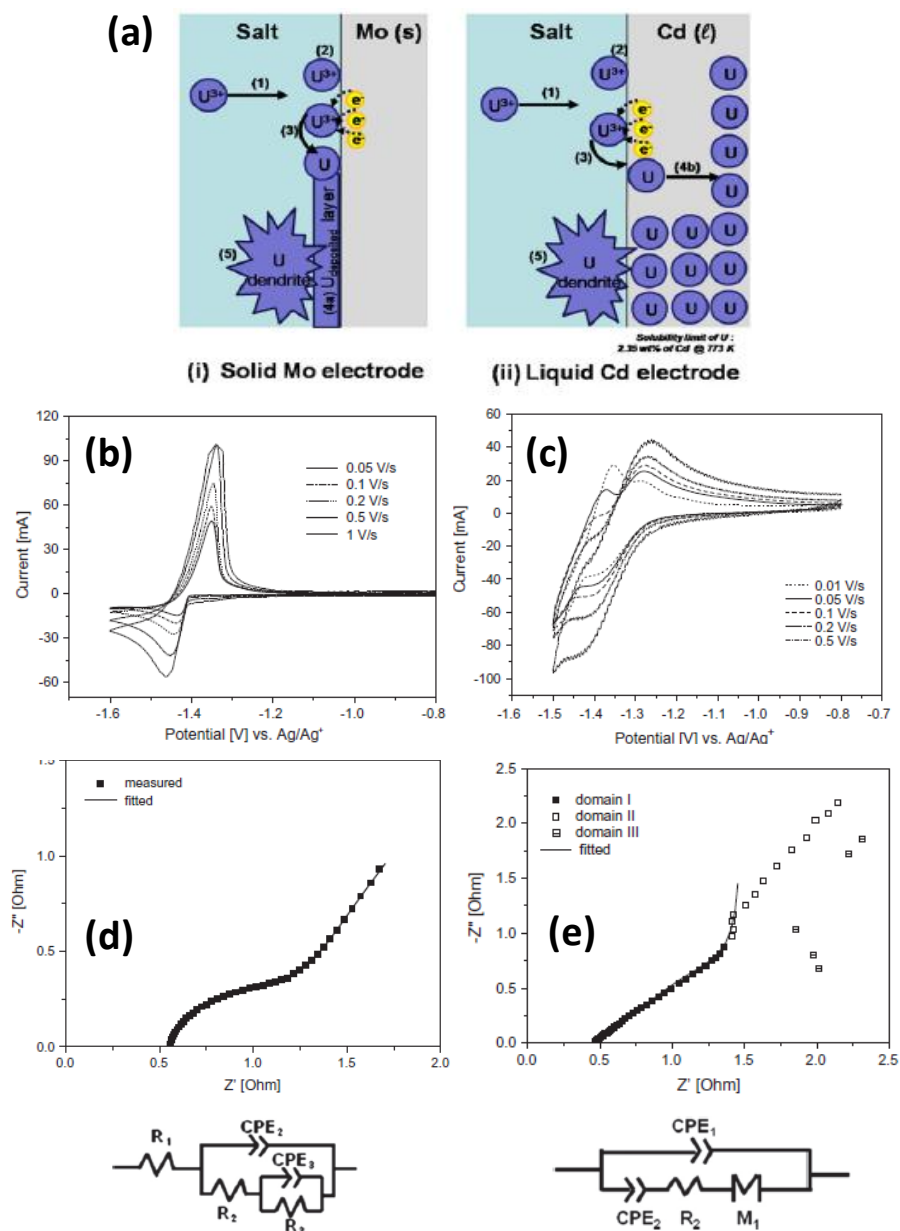 (a)
Salt
Mo (s)
(2)
U³⁺
U³⁺
(1)
U³⁺
e⁻
e⁻
e⁻
(3)
U
(5)
U
dendrite
(4a) U deposited layer
(i) Solid Mo electrode
Salt
Cd (ℓ)
(2)
U³⁺
U
U³⁺
(1)
U
U³⁺
e⁻
e⁻
e⁻
(3)
U
U
(4b)
U
U U U
(5)
U
dendrite
U U U
U U U
Solubility limit of U :
2.35 wt% of Cd @ 773 K
(ii) Liquid Cd electrode
(b)
120
90
60
30
0
-30
-60
Current [mA]
0.05 V/s
0.1 V/s
0.2 V/s
0.5 V/s
1 V/s
-1.6 -1.4 -1.2 -1.0 -0.8
Potential [V] vs. Ag/Ag⁺
(c)
60
40
20
0
-20
-40
-60
-80
-100
Current [mA]
0.01 V/s
0.05 V/s
0.1 V/s
0.2 V/s
0.5 V/s
-1.6 -1.5 -1.4 -1.3 -1.2 -1.1 -1.0 -0.9 -0.8 -0.7
Potential [V] vs. Ag/Ag⁺
measured
fitted
1.0
0.5
0.0
-Z" [Ohm]
(d)
0.0 0.5 1.0 1.5 2.0
Z' [Ohm]
2.5
2.0
1.5
1.0
0.5
0.0
-Z" [Ohm]
domain I
domain II
domain III
fitted
(e)
0.0 0.5 1.0 1.5 2.0 2.5
Z' [Ohm]
R₁
CPE₂
CPE₃
R₂
CPE₁
CPE₂ R₂ M₁